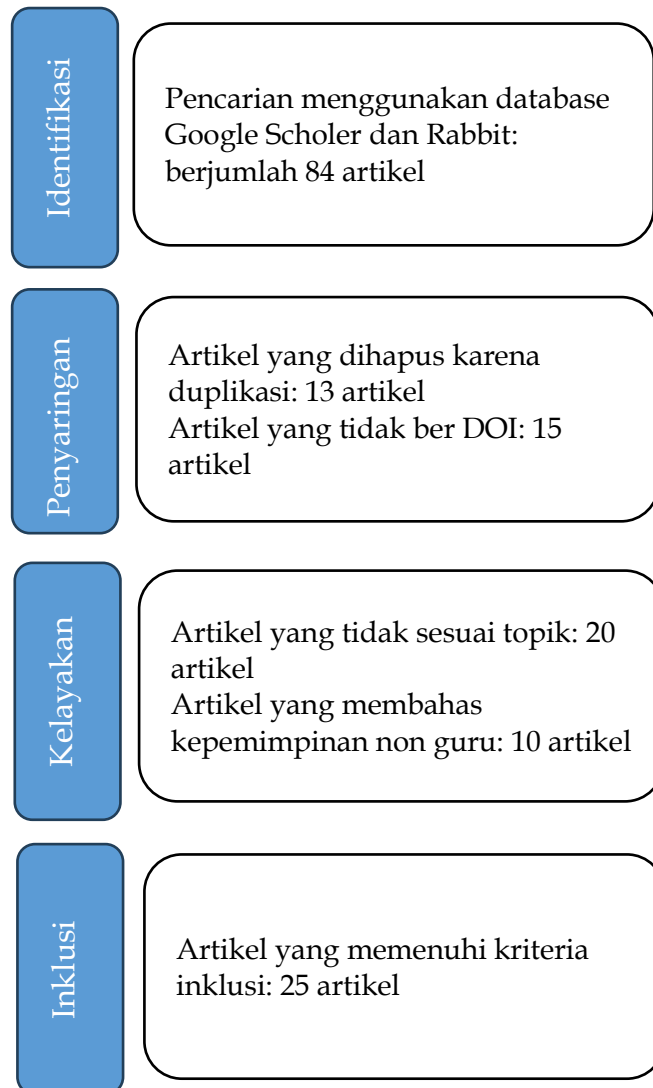 Identifikasi
Pencarian menggunakan database
Google Scholer dan Rabbit:
berjumlah 84 artikel
Penyaringan
Artikel yang dihapus karena
duplikasi: 13 artikel
Artikel yang tidak ber DOI: 15
artikel
Kelayakan
Artikel yang tidak sesuai topik: 20
artikel
Artikel yang membahas
kepemimpinan non guru: 10 artikel
Inklusi
Artikel yang memenuhi kriteria
inklusi: 25 artikel